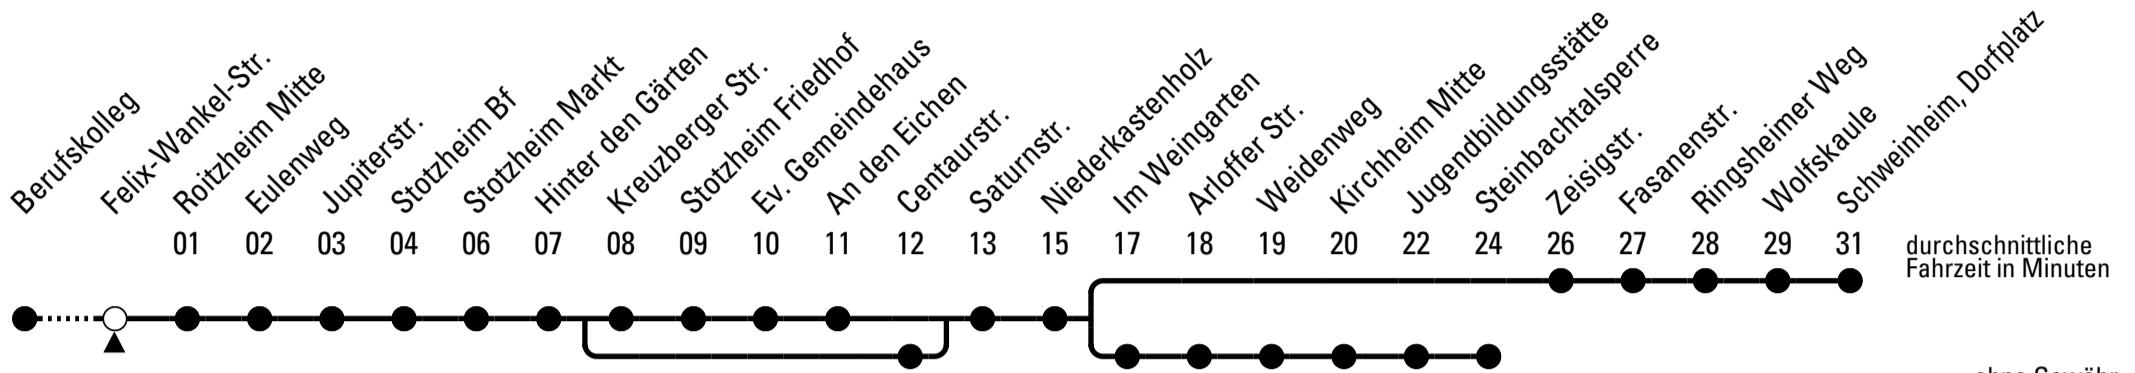 Berufskolleg
Felix-Wankel-Str.
Roitzheim Mitte
Eulenweg
Jupiterstr.
Stotzheim Bf
Stotzheim Markt
Hinter den Gärten
Kreuzberger Str.
Stotzheim Friedhof
Ev. Gemeindehaus
An den Eichen
Centaurstr.
Saturnstr.
Niederkastenholz
Im Weingarten
Arloffer Str.
Weidenweg
Kirchheim Mitte
Jugendbildungsstätte
Steinbachtalsperre
Zeisigstr.
Fasanenstr.
Ringsheimer Weg
Wolfskaule
Schweinheim, Dorfplatz
01 02 03 04 06 07 08 09 10 11 12 13 15 17 18 19 20 22 24 26 27 28 29 31
durchschnittliche
Fahrzeit in Minuten